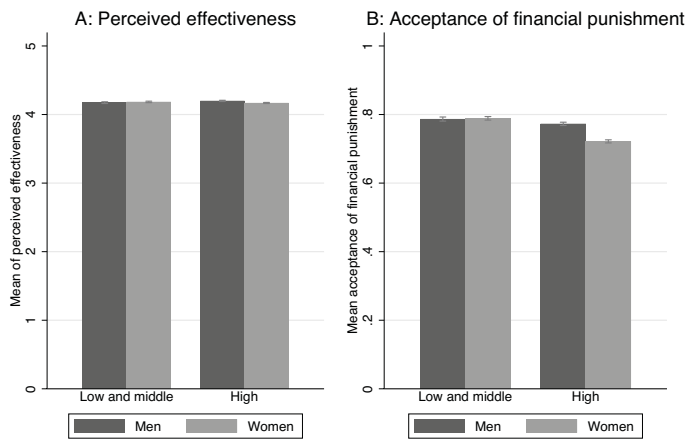 A: Perceived effectiveness
Mean of perceived effectiveness
5
4
3
2
1
0
Low and middle High
Men Women
B: Acceptance of financial punishment
Mean acceptance of financial punishment
1
.8
.6
.4
.2
0
Low and middle High
Men Women